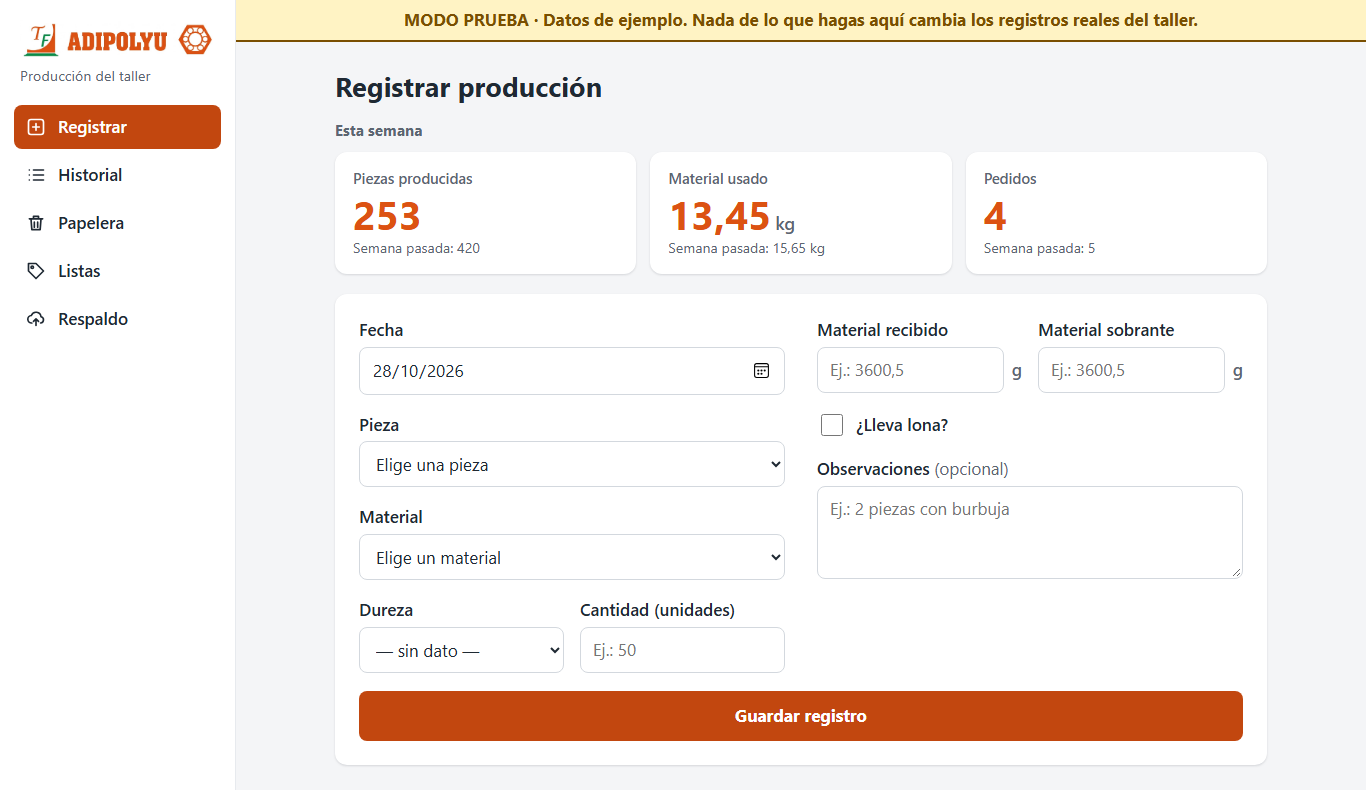 MODO PRUEBA · Datos de ejemplo. Nada de lo que hagas aquí cambia los registros reales del taller.
TF ADIPOLYU
Producción del taller
Registrar
Historial
Papelera
Listas
Respaldo
Registrar producción
Esta semana
Piezas producidas
253
Semana pasada: 420
Material usado
13,45 kg
Semana pasada: 15,65 kg
Pedidos
4
Semana pasada: 5
Fecha
28/10/2026
Pieza
Elige una pieza
Material
Elige un material
Dureza
— sin dato —
Cantidad (unidades)
Ej.: 50
Material recibido
Ej.: 3600,5 g
Material sobrante
Ej.: 3600,5 g
¿Lleva lona?
Observaciones (opcional)
Ej.: 2 piezas con burbuja
Guardar registro